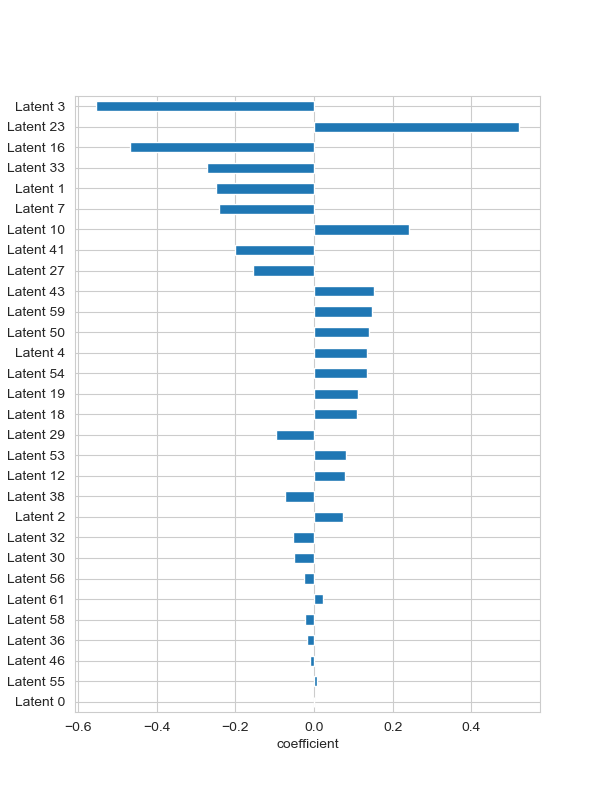 Latent 3
Latent 23
Latent 16
Latent 33
Latent 1
Latent 7
Latent 10
Latent 41
Latent 27
Latent 43
Latent 59
Latent 50
Latent 4
Latent 54
Latent 19
Latent 18
Latent 29
Latent 53
Latent 12
Latent 38
Latent 2
Latent 32
Latent 30
Latent 56
Latent 61
Latent 58
Latent 36
Latent 46
Latent 55
Latent 0
−0.6 −0.4 −0.2 0.0 0.2 0.4
coefficient